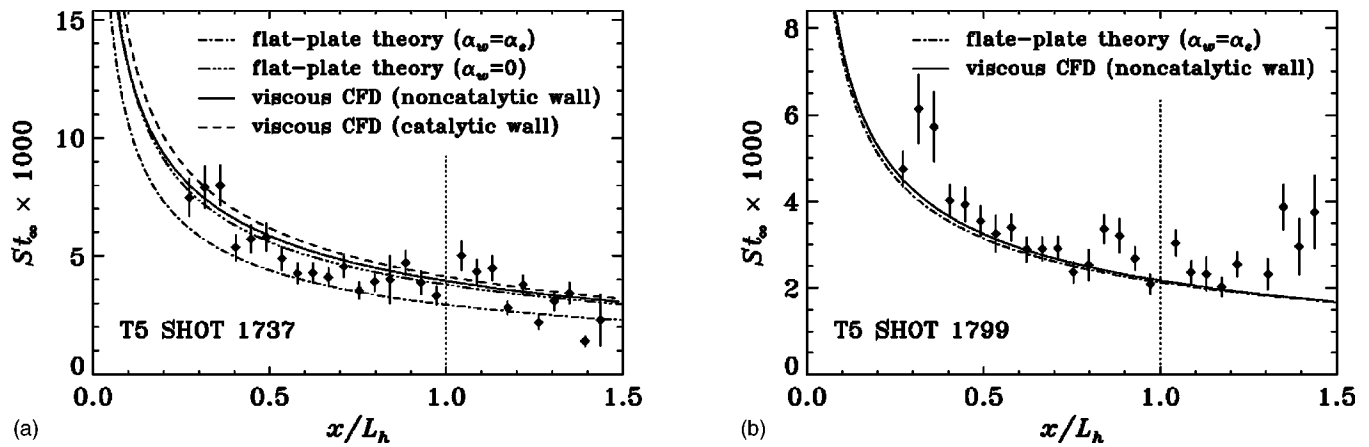 15
10
5
0
St∞ × 1000
flat-plate theory (αw=αe)
flat-plate theory (αw=0)
viscous CFD (noncatalytic wall)
viscous CFD (catalytic wall)
T5 SHOT 1737
0.0 0.5 1.0 1.5
x/Lh
(a)
8
6
4
2
0
St∞ × 1000
flate-plate theory (αw=αe)
viscous CFD (noncatalytic wall)
T5 SHOT 1799
0.0 0.5 1.0 1.5
x/Lh
(b)